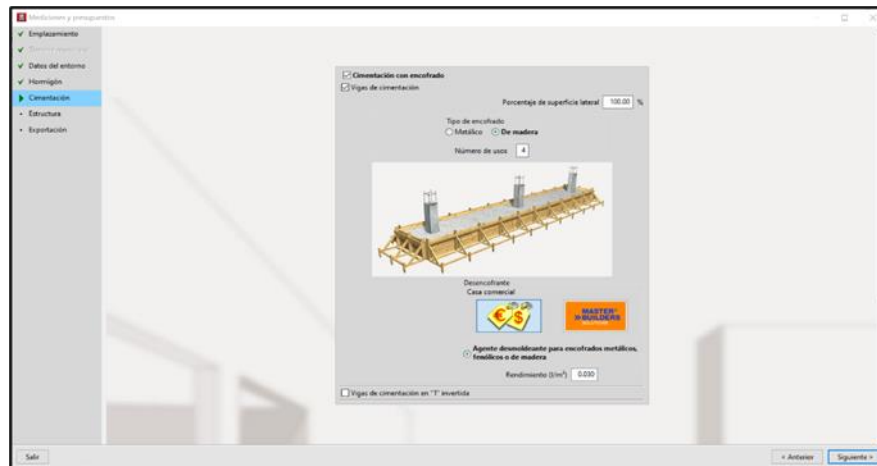 Mediciones y presupuestos
Emplazamiento
Datos del entorno
Hormigón
Cimentación
Estructura
Exportación
Cimentación con encofrado
Vigas de cimentación
Porcentaje de superficie lateral 100.00 %
Tipo de encofrado
Metálico De madera
Número de usos 4
Desencofrante
Casa comercial
MASTER BUILDERS
SOLUTIONS
Agente desmoldeante para encofrados metálicos,
fenólicos o de madera
Rendimiento (l/m²) 0.030
Vigas de cimentación en "T" invertida
Salir
< Anterior Siguiente >